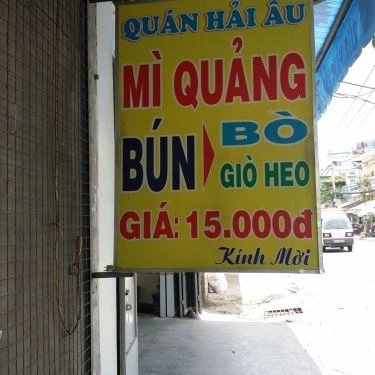 QUÁN HẢI ÂU
MÌ QUẢNG
BÚN BÒ
GIÒ HEO
GIÁ: 15.000đ
Kính Mời